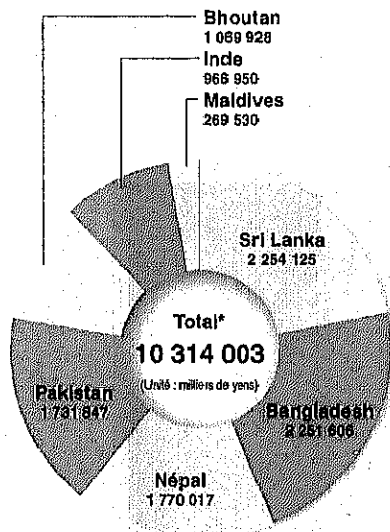 Bhoutan
1 069 928
Inde
966 950
Maldives
269 530
Sri Lanka
2 254 125
Total*
10 314 003
(Unité : milliers de yens)
Pakistan
1 731 847
Bangladesh
2 251 606
Népal
1 770 017